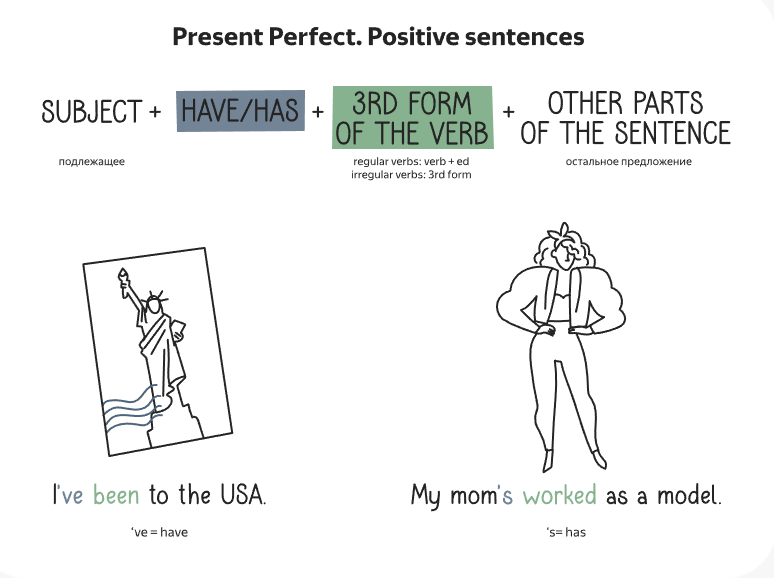 Present Perfect. Positive sentences
SUBJECT + HAVE/HAS + 3RD FORM OF THE VERB + OTHER PARTS OF THE SENTENCE
подлежащее
regular verbs: verb + ed
irregular verbs: 3rd form
остальное предложение
I've been to the USA.
've = have
My mom's worked as a model.
's= has